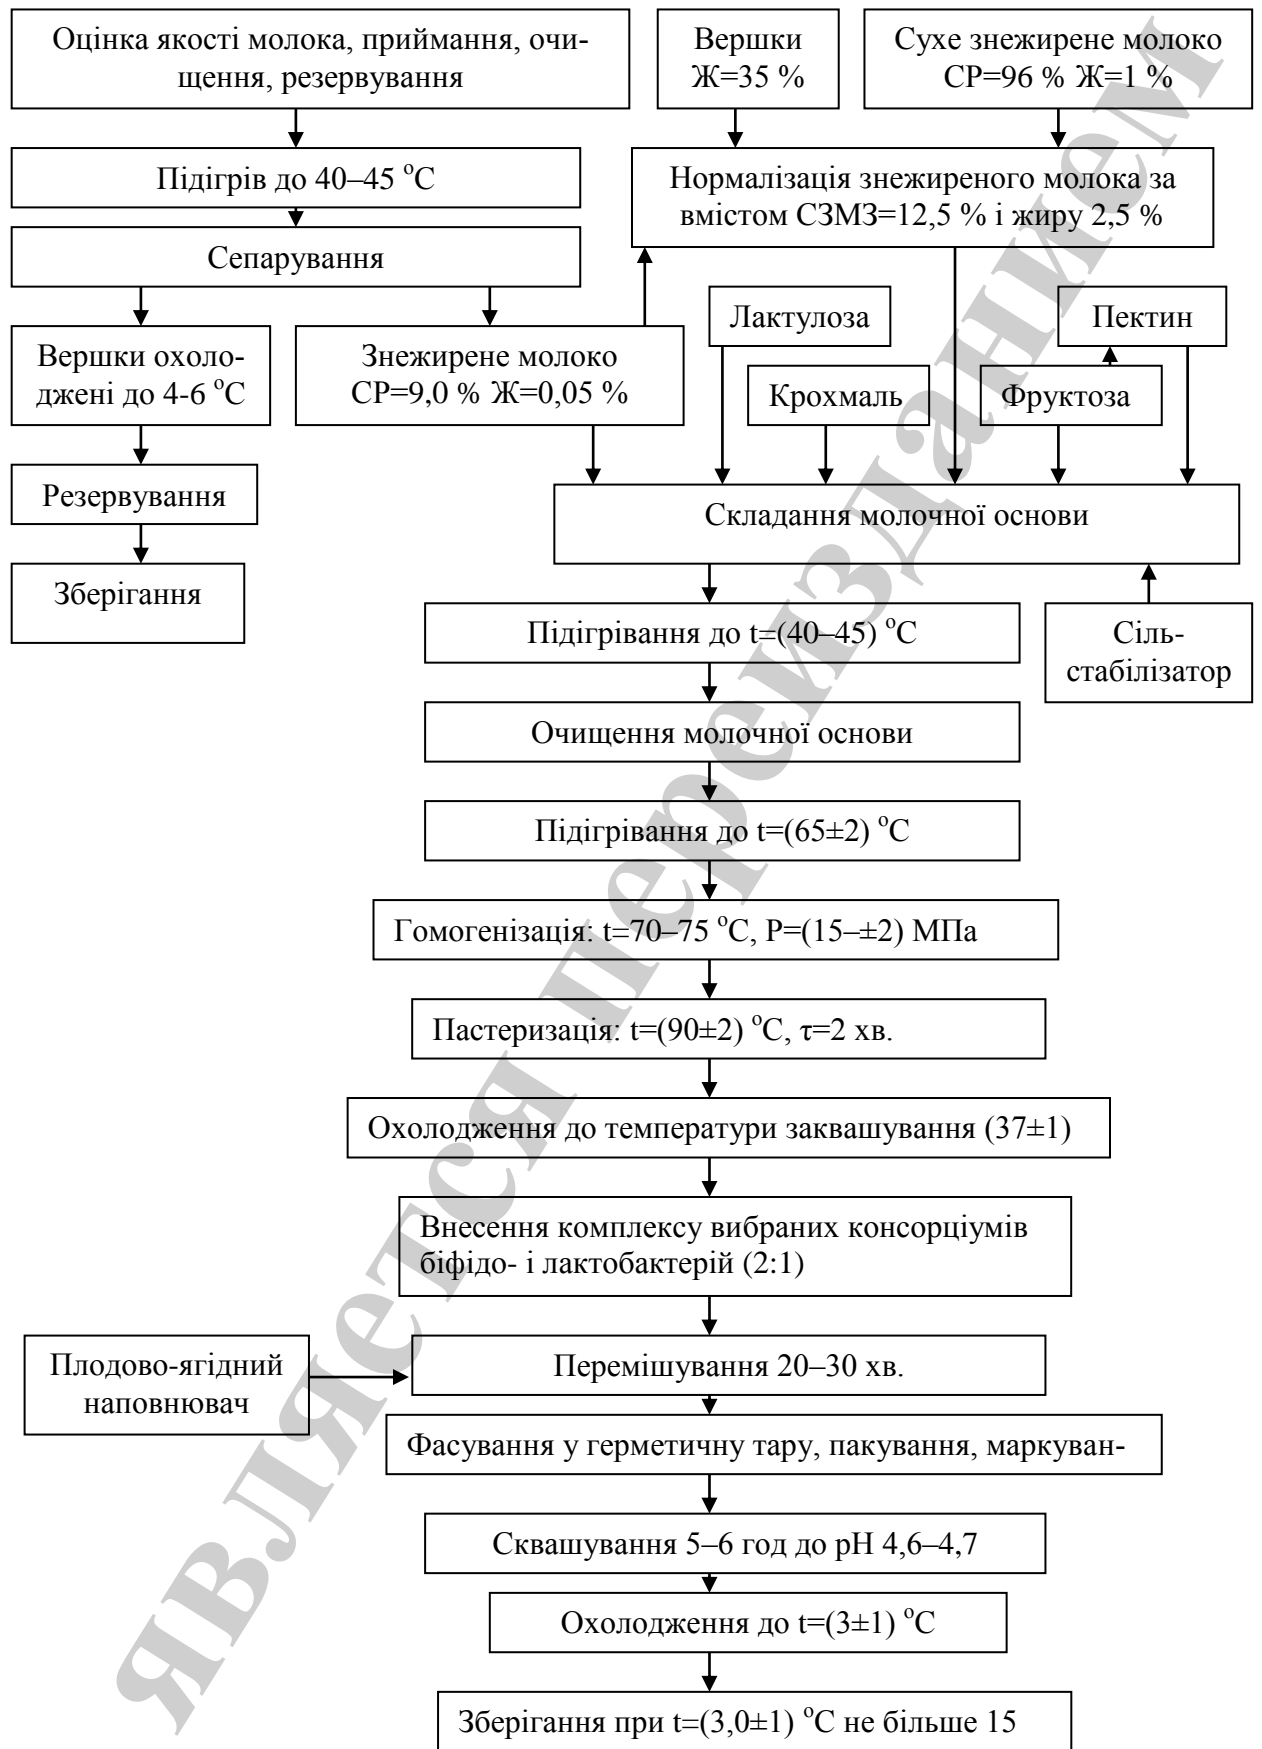 Оцінка якості молока, приймання, очи-
щення, резервування
Вершки
Ж=35 %
Сухе знежирене молоко
СР=96 % Ж=1 %
Підігрів до 40–45 °С
Нормалізація знежиреного молока за
вмістом СЗМЗ=12,5 % і жиру 2,5 %
Сепарування
Вершки охоло-
джені до 4-6 °С
Знежирене молоко
СР=9,0 % Ж=0,05 %
Лактулоза
Пектин
Крохмаль
Фруктоза
Резервування
Складання молочної основи
Зберігання
Підігрівання до t=(40–45) °С
Сіль-
стабілізатор
Очищення молочної основи
Підігрівання до t=(65±2) °С
Гомогенізація: t=70–75 °С, Р=(15–±2) МПа
Пастеризація: t=(90±2) °С, τ=2 хв.
Охолодження до температури заквашування (37±1)
Внесення комплексу вибраних консорціумів
біфідо- і лактобактерій (2:1)
Плодово-ягідний
наповнювач
Перемішування 20–30 хв.
Фасування у герметичну тару, пакування, маркуван-
Сквашування 5–6 год до рН 4,6–4,7
Охолодження до t=(3±1) °С
Зберігання при t=(3,0±1) °С не більше 15
является переизданием